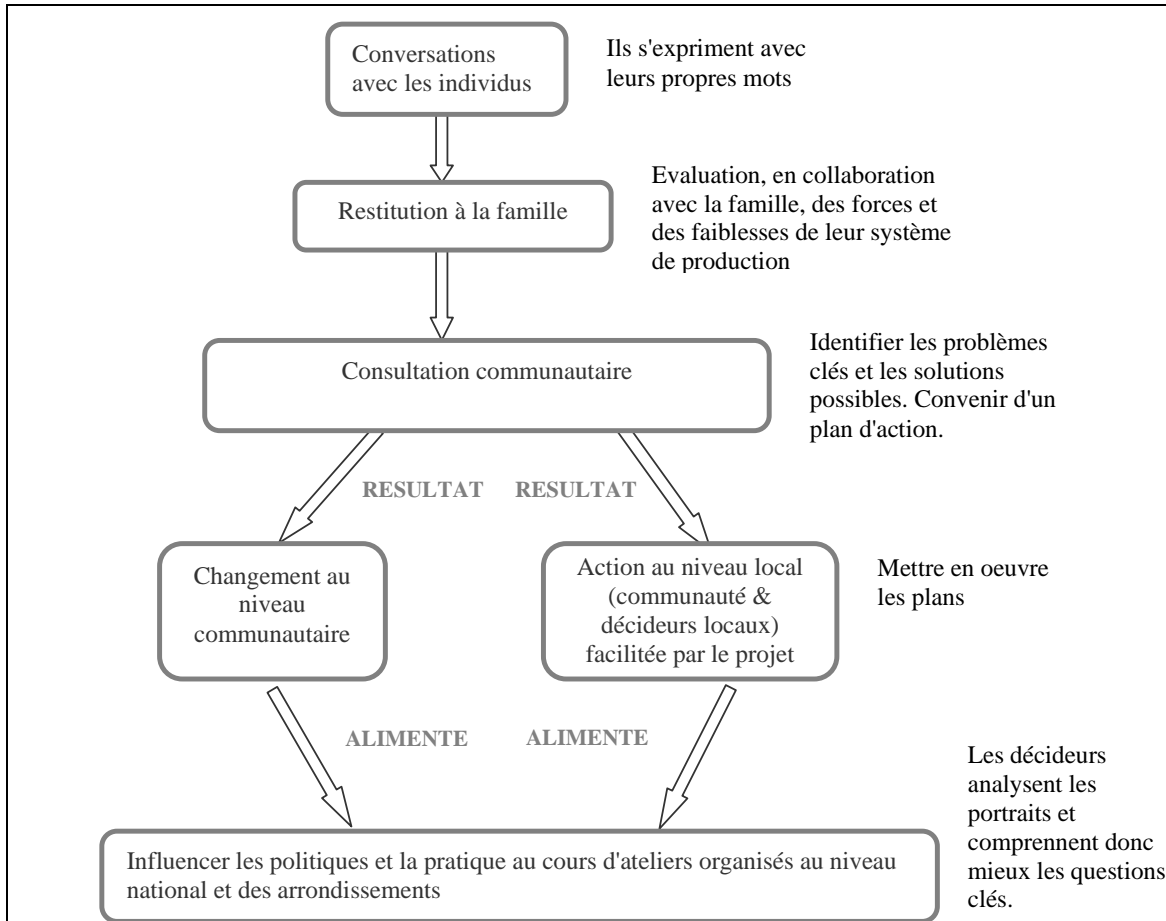 Conversations
avec les individus
Ils s'expriment avec
leurs propres mots
Restitution à la famille
Evaluation, en collaboration
avec la famille, des forces et
des faiblesses de leur système
de production
Consultation communautaire
Identifier les problèmes
clés et les solutions
possibles. Convenir d'un
plan d'action.
RESULTAT
RESULTAT
Changement au
niveau
communautaire
Action au niveau local
(communauté &
décideurs locaux)
facilitée par le projet
Mettre en oeuvre
les plans
ALIMENTE
ALIMENTE
Influencer les politiques et la pratique au cours d'ateliers organisés au niveau
national et des arrondissements
Les décideurs
analysent les
portraits et
comprennent donc
mieux les questions
clés.